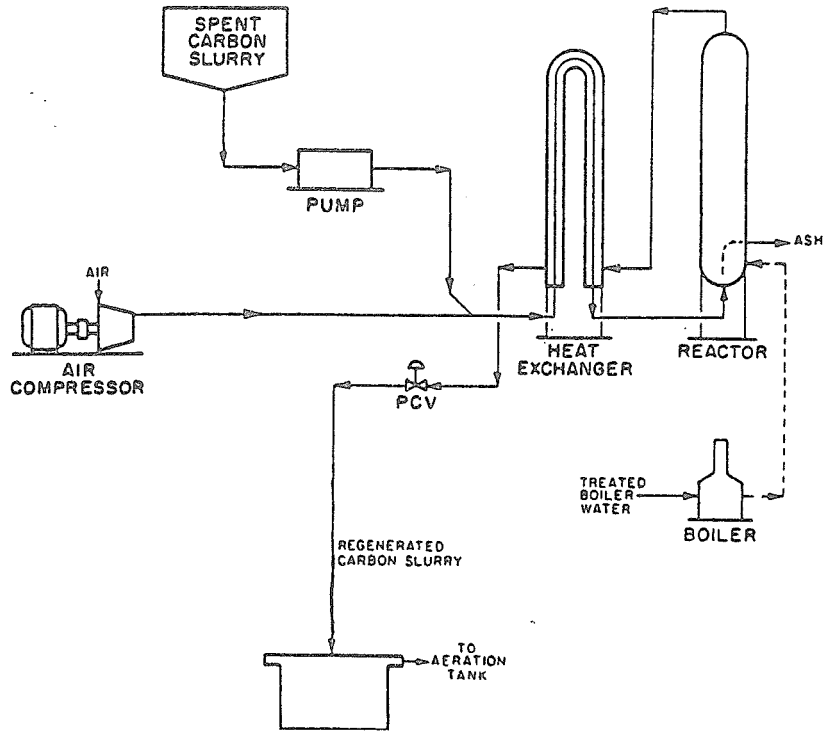 SPENT
CARBON
SLURRY
PUMP
AIR
AIR
COMPRESSOR
HEAT
EXCHANGER
REACTOR
ASH
PCV
TREATED
BOILER
WATER
BOILER
REGENERATED
CARBON SLURRY
TO
AERATION
TANK